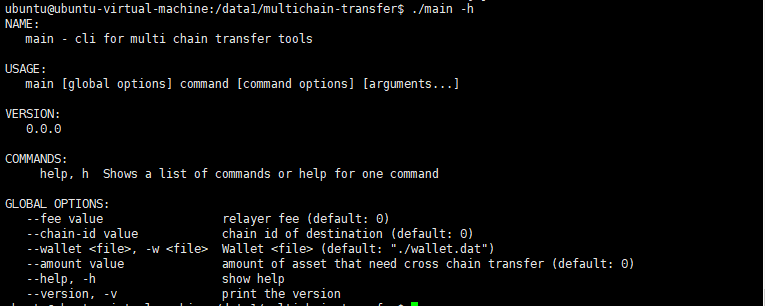 ubuntu@ubuntu-virtual-machine:/data1/multichain-transfer$ ./main -h
NAME:
   main - cli for multi chain transfer tools

USAGE:
   main [global options] command [command options] [arguments...]

VERSION:
   0.0.0

COMMANDS:
     help, h  Shows a list of commands or help for one command

GLOBAL OPTIONS:
   --fee value                 relayer fee (default: 0)
   --chain-id value            chain id of destination (default: 0)
   --wallet <file>, -w <file>  Wallet <file> (default: "./wallet.dat")
   --amount value              amount of asset that need cross chain transfer (default: 0)
   --help, -h                  show help
   --version, -v               print the version